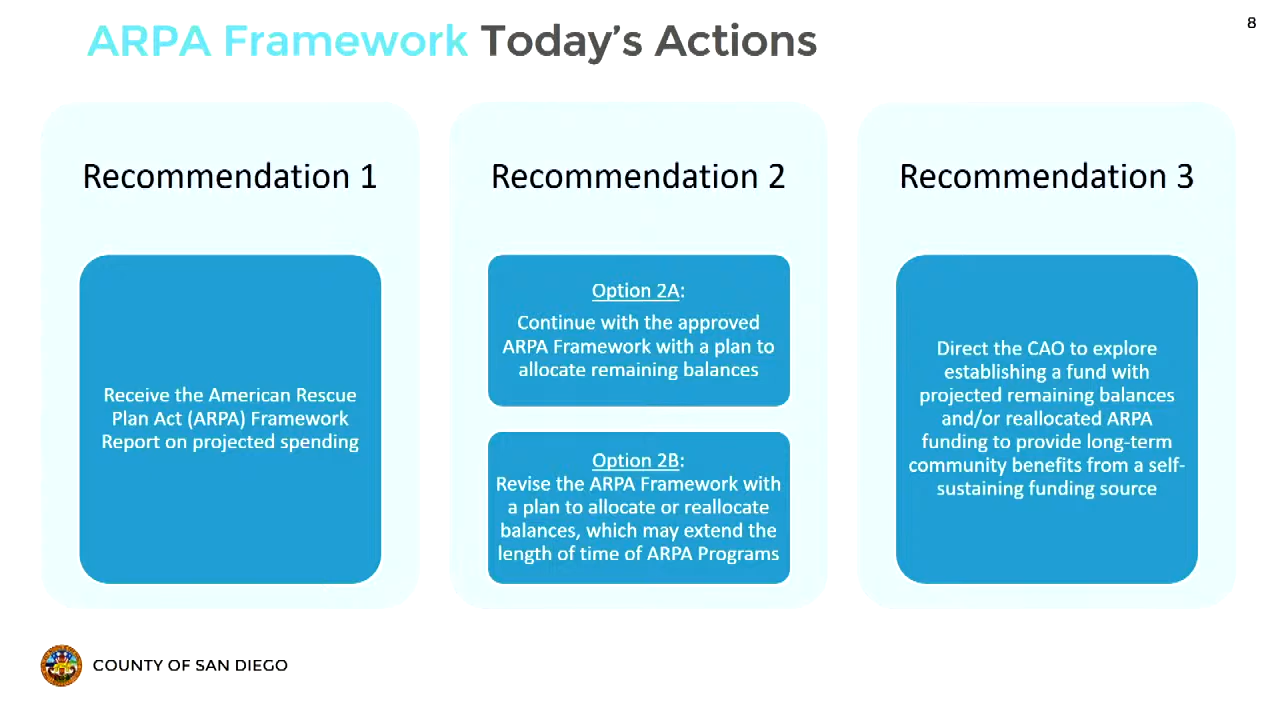 8
ARPA Framework Today's Actions
Recommendation 1
Receive the American Rescue
Plan Act (ARPA) Framework
Report on projected spending
Recommendation 2
Option 2A:
Continue with the approved
ARPA Framework with a plan to
allocate remaining balances
Option 2B:
Revise the ARPA Framework with
a plan to allocate or reallocate
balances, which may extend the
length of time of ARPA Programs
Recommendation 3
Direct the CAO to explore
establishing a fund with
projected remaining balances
and/or reallocated ARPA
funding to provide long-term
community benefits from a self-
sustaining funding source
COUNTY OF SAN DIEGO